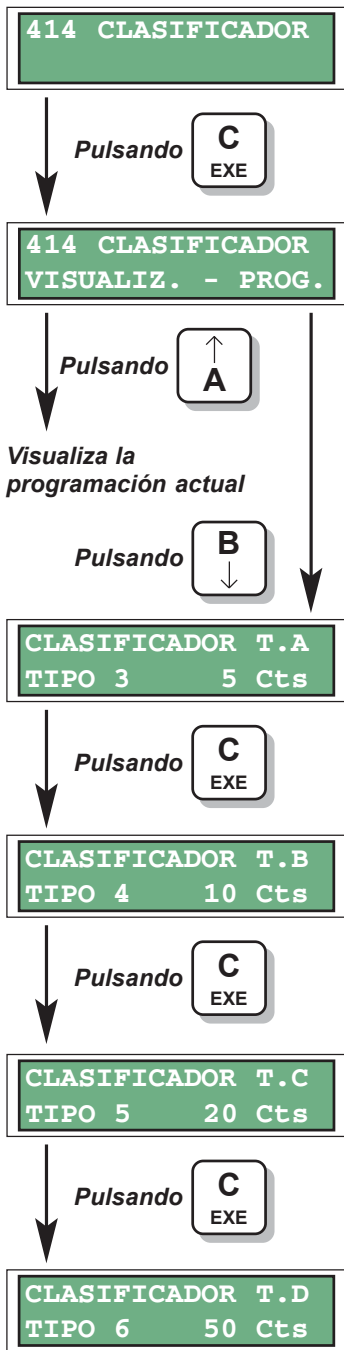 414 CLASIFICADOR
Pulsando
C
EXE
414 CLASIFICADOR
VISUALIZ. - PROG.
Pulsando
↑
A
Visualiza la
programación actual
Pulsando
B
↓
CLASIFICADOR T.A
TIPO 3 5 Cts
Pulsando
C
EXE
CLASIFICADOR T.B
TIPO 4 10 Cts
Pulsando
C
EXE
CLASIFICADOR T.C
TIPO 5 20 Cts
Pulsando
C
EXE
CLASIFICADOR T.D
TIPO 6 50 Cts